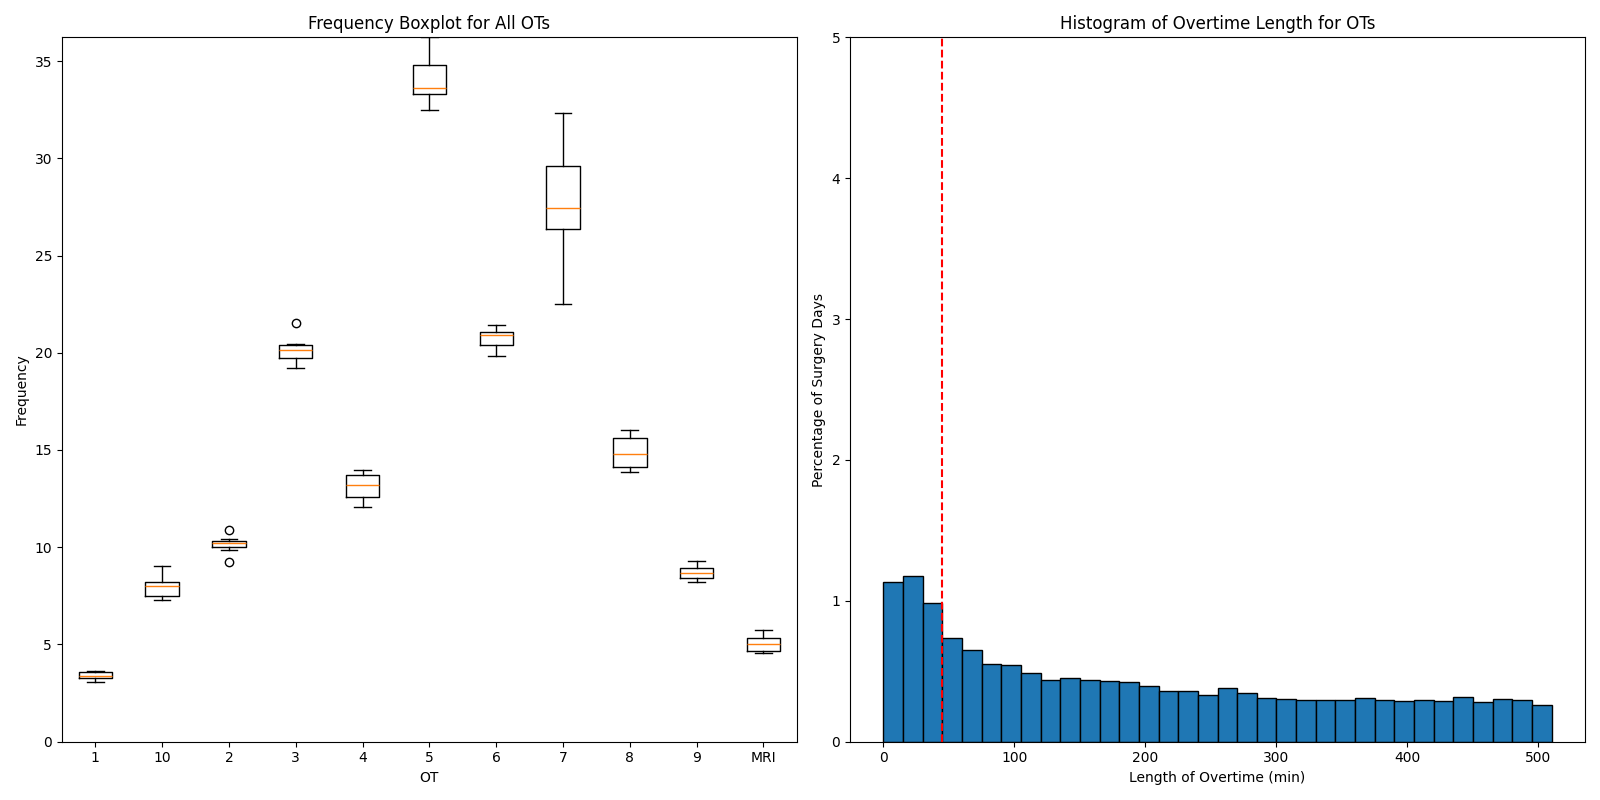 Frequency Boxplot for All OTs
Frequency
35
30
25
20
15
10
5
0
1 10 2 3 4 5 6 7 8 9 MRI
OT
Histogram of Overtime Length for OTs
Percentage of Surgery Days
5
4
3
2
1
0
0 100 200 300 400 500
Length of Overtime (min)